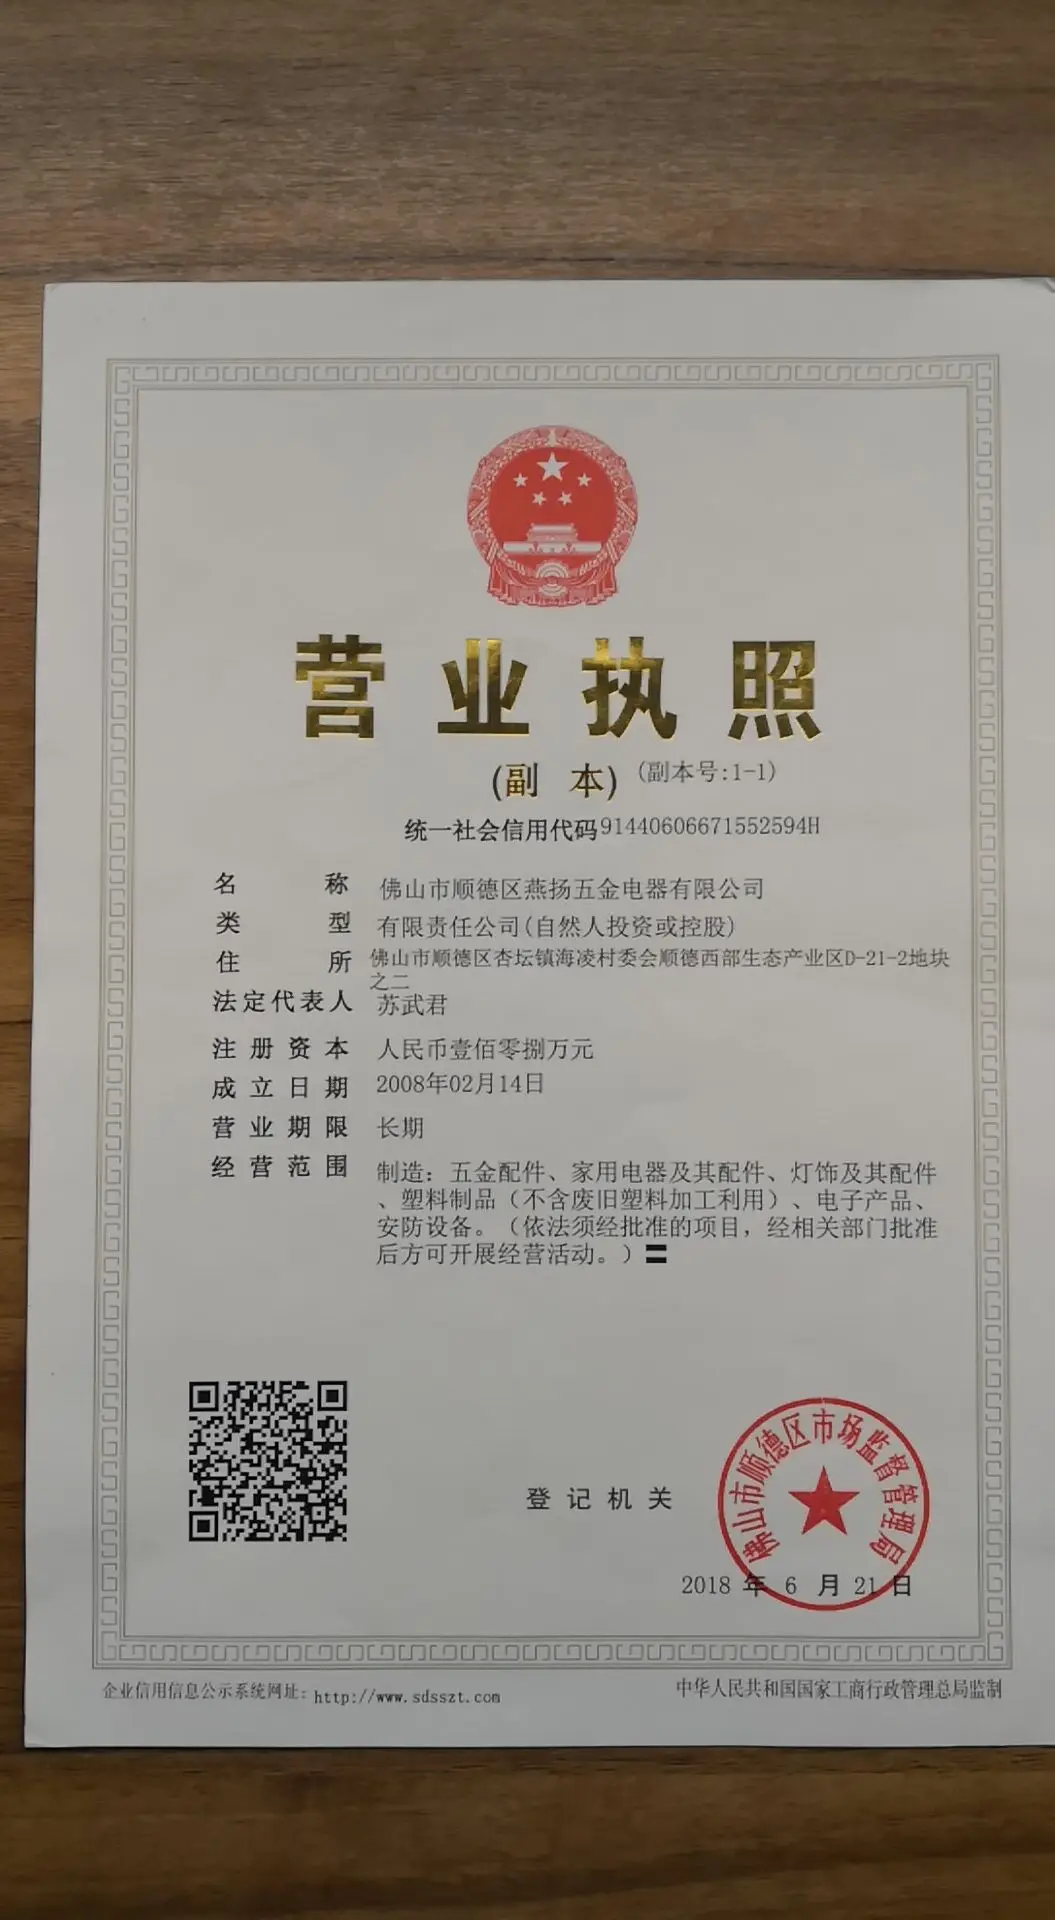 营业执照
(副 本) (副本号:1-1)
统一社会信用代码91440606671552594H
名称 佛山市顺德区燕扬五金电器有限公司
类型 有限责任公司(自然人投资或控股)
住所 佛山市顺德区杏坛镇海凌村委会顺德西部生态产业区D-21-2地块
之二
法定代表人 苏武君
注册资本 人民币壹佰零捌万元
成立日期 2008年02月14日
营业期限 长期
经营范围 制造：五金配件、家用电器及其配件、灯饰及其配件
、塑料制品（不含废旧塑料加工利用）、电子产品、
安防设备。（依法须经批准的项目，经相关部门批准
后方可开展经营活动。）〓
登记机关
佛山市顺德区市场监督管理局
2018 年 6 月 21 日
企业信用信息公示系统网址：http://www.sdsszt.com
中华人民共和国国家工商行政管理总局监制